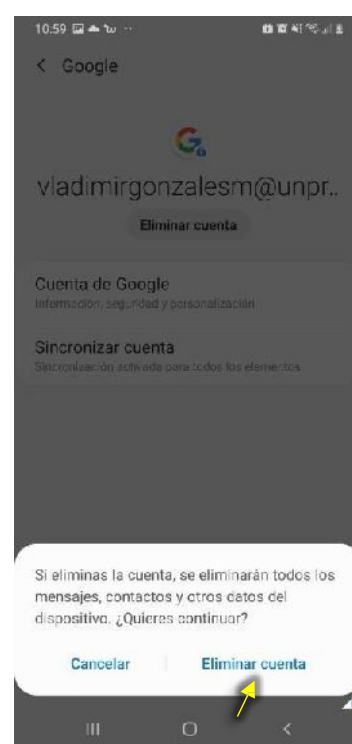 10:59
Google
vladimirgonzalesm@unpr..
Eliminar cuenta
Cuenta de Google
Información, seguridad y personalización
Sincronizar cuenta
Sincronización activada para todos los elementos
Si eliminas la cuenta, se eliminarán todos los
mensajes, contactos y otros datos del
dispositivo. ¿Quieres continuar?
Cancelar
Eliminar cuenta